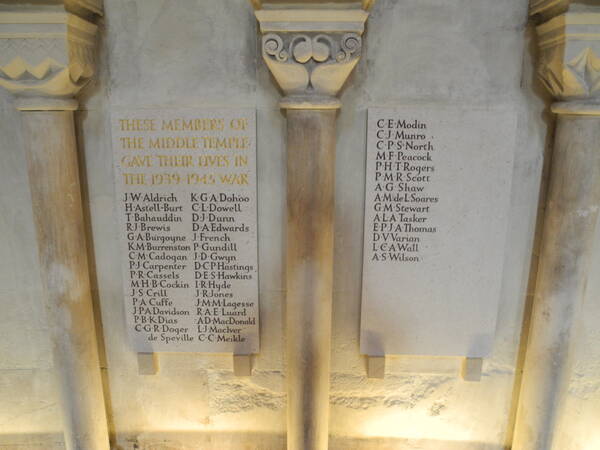 THESE MEMBERS OF
THE MIDDLE TEMPLE
GAVE THEIR LIVES IN
THE 1939-1945 WAR
J·W·Aldrich
H·Astell-Burt
T·Bahauddin
R·J·Brewis
G·A·Burgoyne
K·M·Burrenston
C·M·Cadogan
P·J·Carpenter
P·R·Cassels
M·H·B·Cockin
J·S·Crill
P·A·Cuffe
J·P·A·Davidson
P·B·K·Dias
C·G·R·Doger
de Speville
K·G·A·Dohoo
C·L·Dowell
D·J·Dunn
D·A·Edwards
J·French
P·Gundill
J·D·Gwyn
D·C·P·Hastings
D·E·S·Hawkins
I·R·Hyde
J·R·Jones
J·M·M·Lagesse
R·A·E·Luard
A·D·MacDonald
L·J·MacIver
C·C·Meikle
C·E·Modin
C·J·Munro
C·P·S·North
M·F·Peacock
P·H·T·Rogers
P·M·R·Scott
A·G·Shaw
A·M·de L·Soares
G·M·Stewart
A·L·A·Tasker
E·P·J·A·Thomas
D·V·Varian
L·C·A·Wall
A·S·Wilson